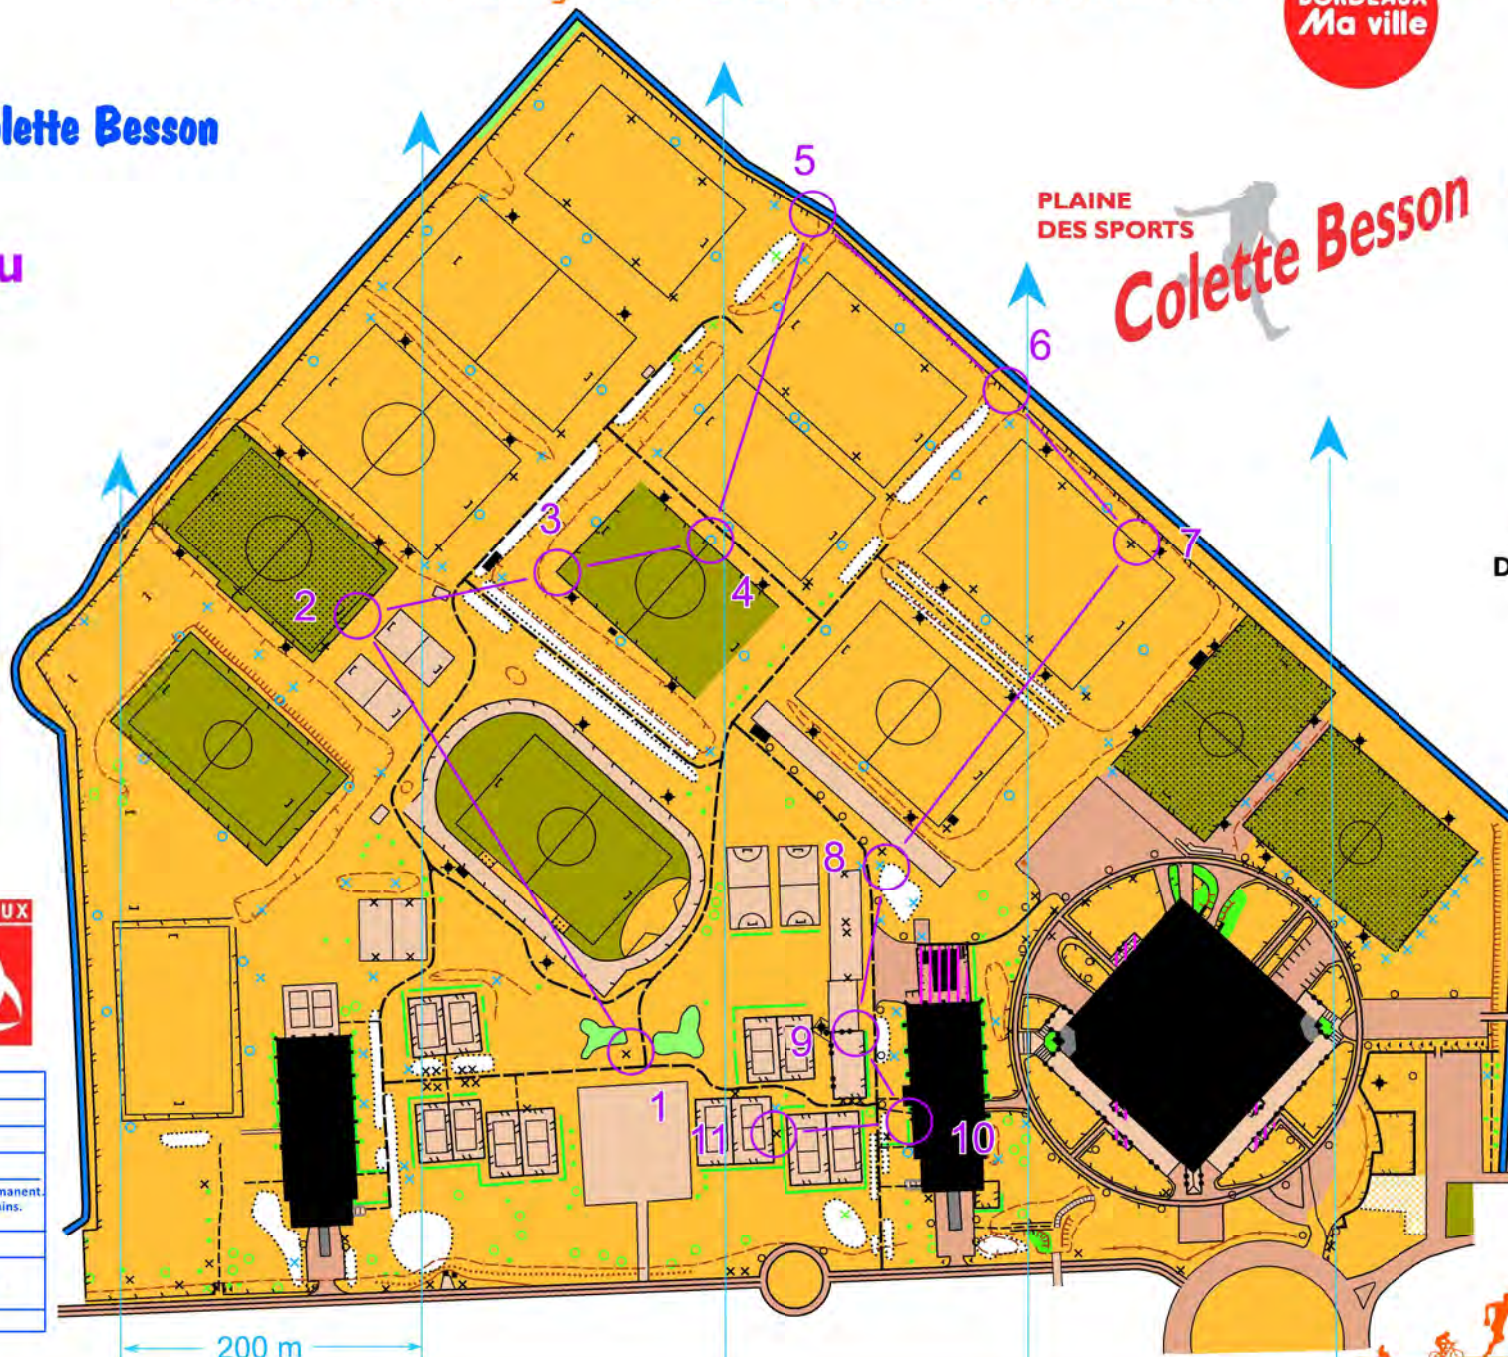 BORDEAUX
Ma ville
lette Besson
u
PLAINE
DES SPORTS
Colette Besson
5
6
7
3
4
2
8
9
1
10
11
UX
manent.
ins.
D
200 m